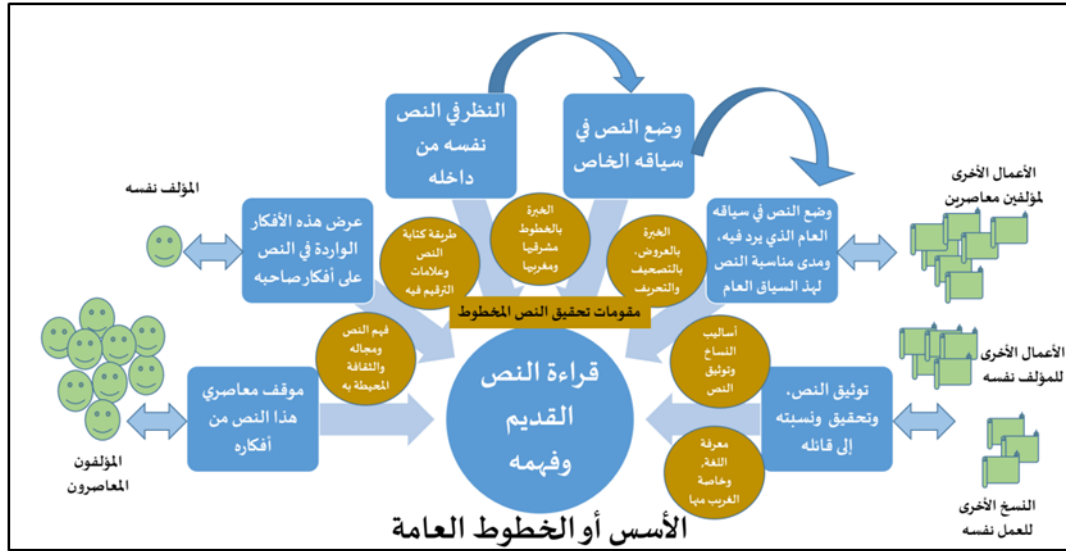 النظر في النص
نفسه من
داخله
وضع النص في
سياقه الخاص
الأعمال الأخرى
لمؤلفين معاصرين
المؤلف نفسه
عرض هذه الأفكار
الواردة في النص
على أفكار صاحبه
طريقة كتابة
النص
وعلامات
الترقيم فيه
الخبرة
بالخطوط
مشرقيها
ومغربيها
الخبرة
بالعروض،
بالتصحيف
والتحريف
وضع النص في سياقه
العام الذي يرد فيه،
ومدى مناسبة النص
لهذ السياق العام
مقومات تحقيق النص المخطوط
فهم النص
ومجاله
والثقافة
المحيطة به
أساليب
النساخ
وتوثيق
النص
الأعمال الأخرى
للمؤلف نفسه
موقف معاصري
هذا النص من
أفكاره
قراءة النص
القديم
وفهمه
توثيق النص،
وتحقيق ونسبته
إلى قائله
معرفة
اللغة،
وخاصة
الغريب منها
المؤلفون
المعاصرون
النسخ الأخرى
للعمل نفسه
الأسس أو الخطوط العامة